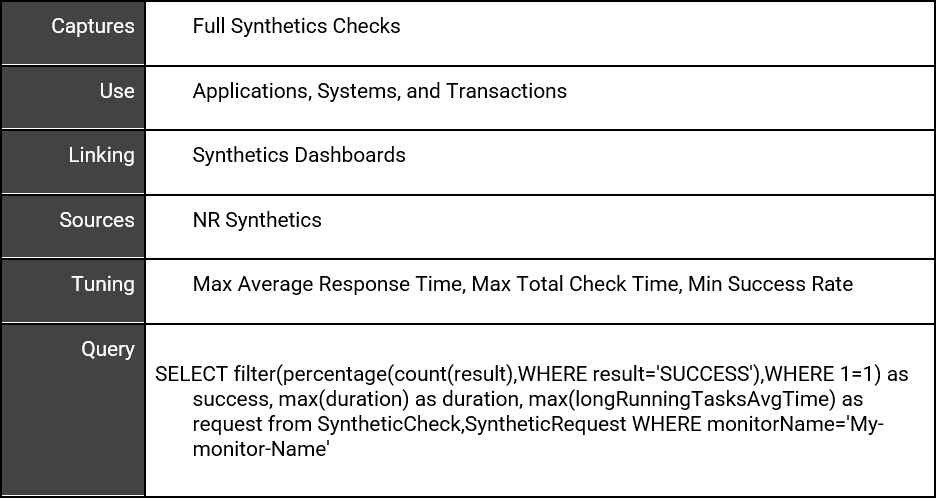 Captures
Full Synthetics Checks
Use
Applications, Systems, and Transactions
Linking
Synthetics Dashboards
Sources
NR Synthetics
Tuning
Max Average Response Time, Max Total Check Time, Min Success Rate
Query
SELECT filter(percentage(count(result),WHERE result='SUCCESS'),WHERE 1=1) as
success, max(duration) as duration, max(longRunningTasksAvgTime) as
request from SyntheticCheck,SyntheticRequest WHERE monitorName='My-
monitor-Name'